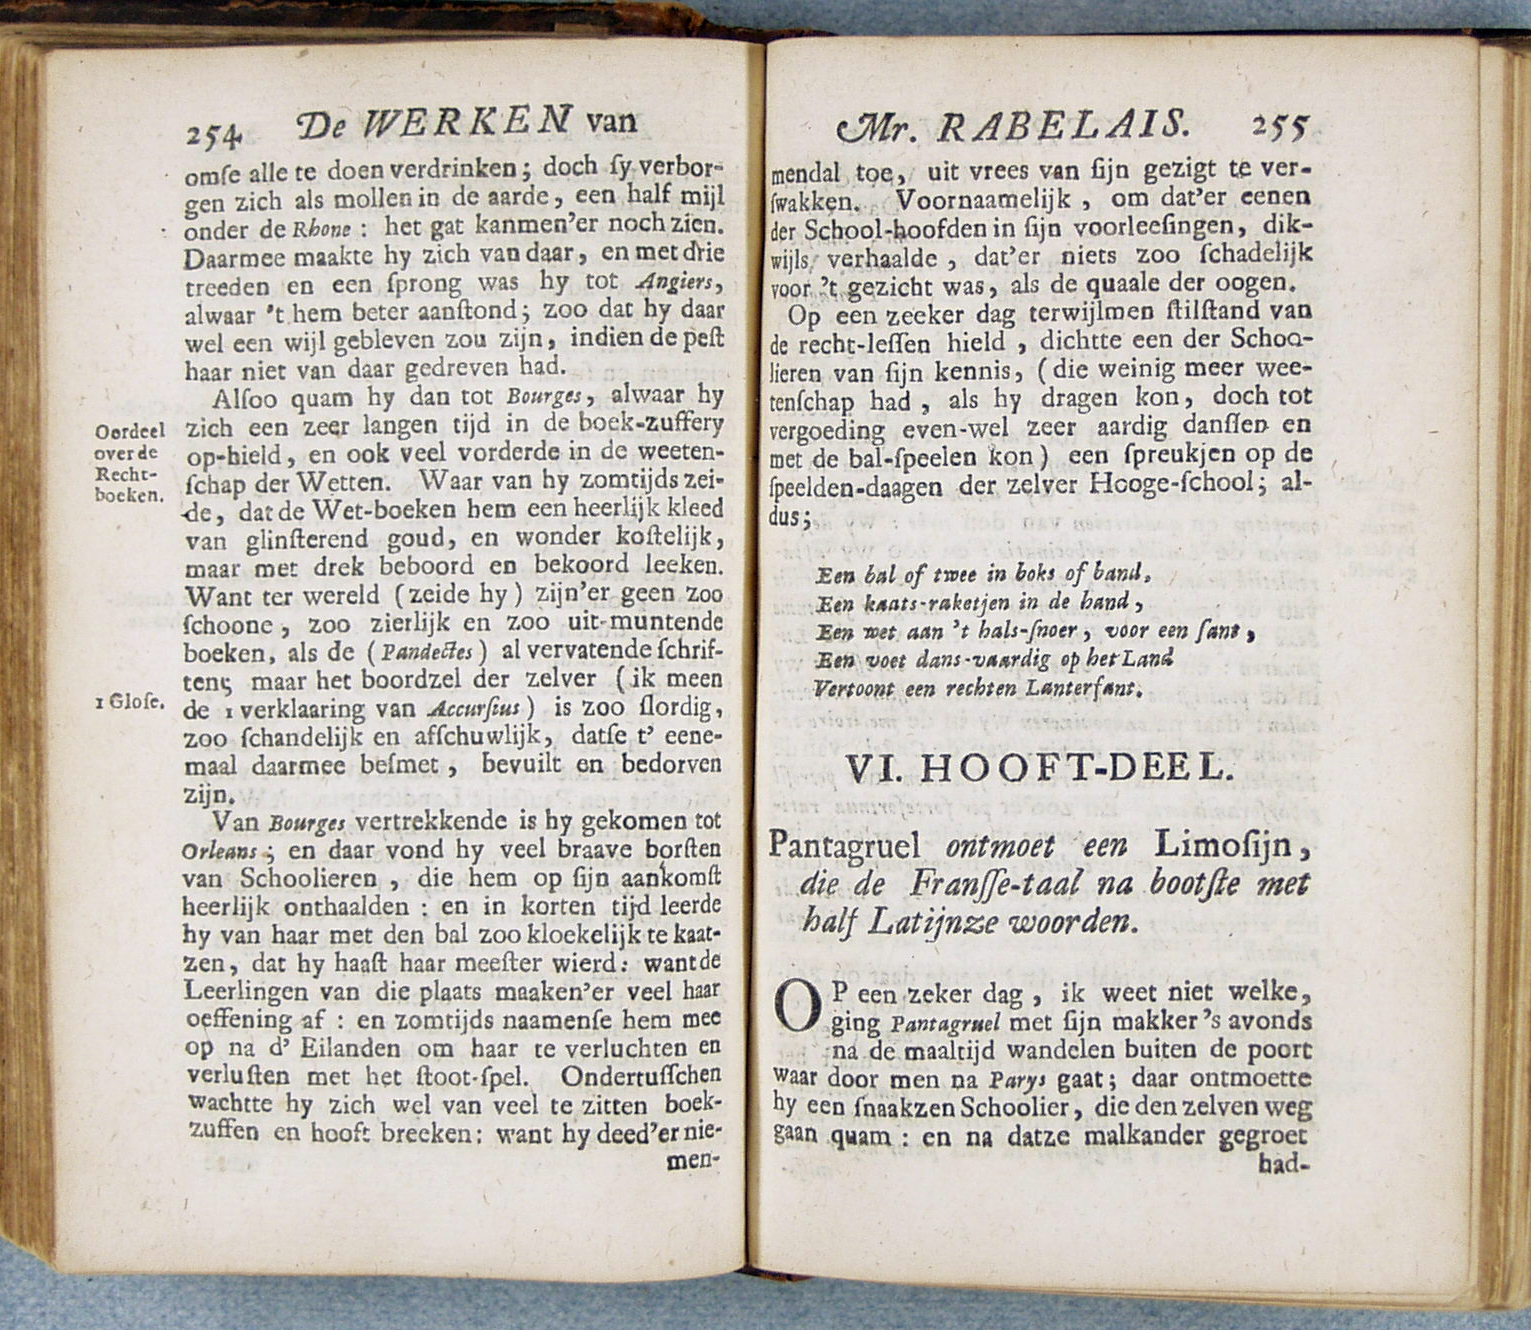 254 De WERKEN van
omſe alle te doen verdrinken; doch ſy verbor-
gen zich als mollen in de aarde, een half mijl
onder de Rhone: het gat kanmen'er noch zien.
Daarmee maakte hy zich van daar, en met drie
treeden en een ſprong was hy tot Angiers,
alwaar 't hem beter aanſtond; zoo dat hy daar
wel een wijl gebleven zou zijn, indien de peſt
haar niet van daar gedreven had.
Alſoo quam hy dan tot Bourges, alwaar hy
zich een zeer langen tijd in de boek-zuffery
op-hield, en ook veel vorderde in de weeten-
ſchap der Wetten. Waar van hy zomtijds zei-
de, dat de Wet-boeken hem een heerlijk kleed
van glinſterend goud, en wonder koſtelijk,
maar met drek beboord en bekoord leeken.
Want ter wereld (zeide hy) zijn'er geen zoo
ſchoone, zoo zierlijk en zoo uit-muntende
boeken, als de (Pandectes) al vervatende ſchrif-
ten; maar het boordzel der zelver (ik meen
de 1 verklaaring van Accurſius) is zoo ſlordig,
zoo ſchandelijk en afſchuwlijk, datſe t' eene-
maal daarmee beſmet, bevuilt en bedorven
zijn.
Van Bourges vertrekkende is hy gekomen tot
Orleans; en daar vond hy veel braave borſten
van Schoolieren, die hem op ſijn aankomſt
heerlijk onthaalden: en in korten tijd leerde
hy van haar met den bal zoo kloekelijk te kaat-
zen, dat hy haaſt haar meeſter wierd: want de
Leerlingen van die plaats maaken'er veel haar
oeffening af: en zomtijds naamenſe hem mee
op na d' Eilanden om haar te verluchten en
verluſten met het ſtoot-ſpel. Ondertuſſchen
wachtte hy zich wel van veel te zitten boek-
zuffen en hooft breeken: want hy deed'er nie-
men-
Oordeel
over de
Recht-
boeken.
1 Gloſe.
Mr. RABELAIS. 255
mendal toe, uit vrees van ſijn gezigt te ver-
ſwakken. Voornaamelijk, om dat'er eenen
der School-hoofden in ſijn voorleeſingen, dik-
wijls verhaalde, dat'er niets zoo ſchadelijk
voor 't gezicht was, als de quaale der oogen.
Op een zeeker dag terwijlmen ſtilſtand van
de recht-leſſen hield, dichtte een der Schoo-
lieren van ſijn kennis, (die weinig meer wee-
tenſchap had, als hy dragen kon, doch tot
vergoeding even-wel zeer aardig danſſen en
met de bal-ſpeelen kon) een ſpreukjen op de
ſpeelden-daagen der zelver Hooge-ſchool; al-
dus;
Een bal of twee in boks of band,
Een kaats-raketjen in de hand,
Een wet aan 't hals-ſnoer, voor een ſant,
Een voet dans-vaardig op het Land
Vertoont een rechten Lanterfant.
VI. HOOFT-DEEL.
Pantagruel ontmoet een Limoſijn,
die de Franſſe-taal na bootſte met
half Latijnze woorden.
OP een zeker dag, ik weet niet welke,
ging Pantagruel met ſijn makker 's avonds
na de maaltijd wandelen buiten de poort
waar door men na Parys gaat; daar ontmoette
hy een ſnaakzen Schoolier, die den zelven weg
gaan quam: en na datze malkander gegroet
had-